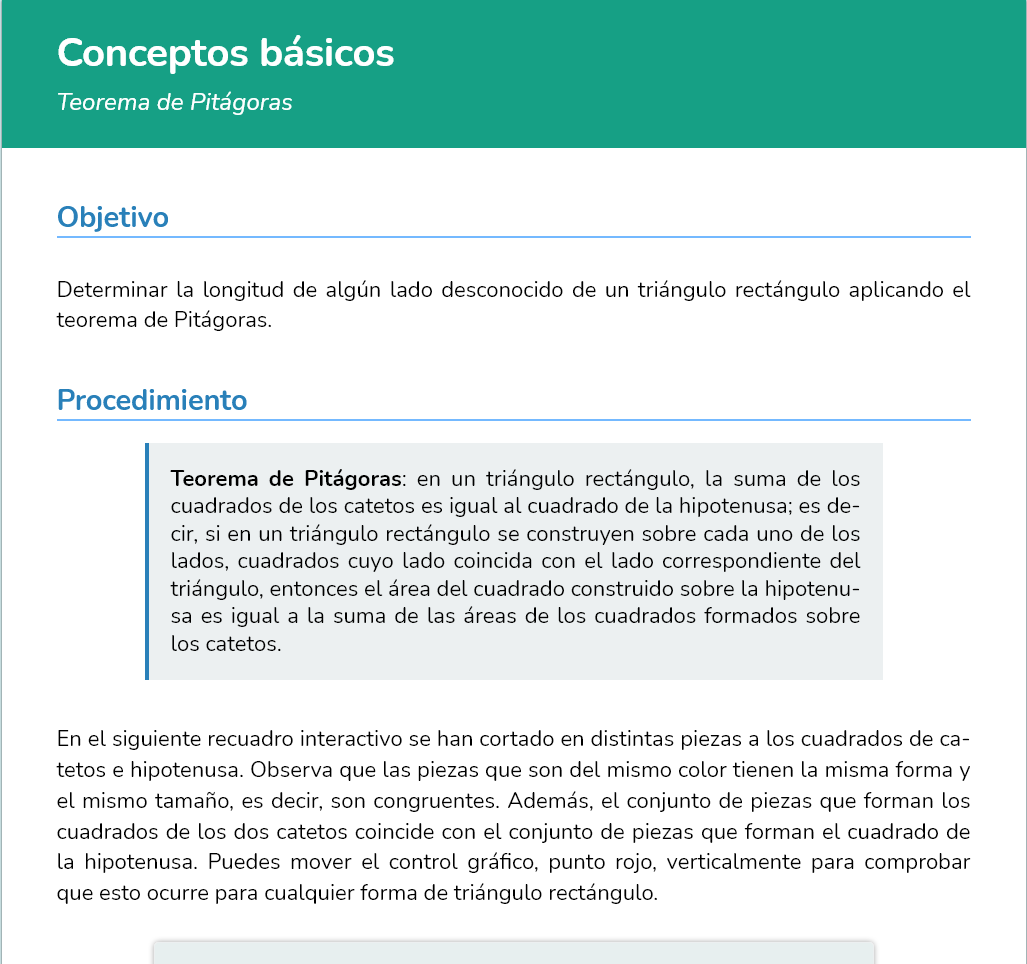 Conceptos básicos
Teorema de Pitágoras
Objetivo
Determinar la longitud de algún lado desconocido de un triángulo rectángulo aplicando el
teorema de Pitágoras.
Procedimiento
Teorema de Pitágoras: en un triángulo rectángulo, la suma de los
cuadrados de los catetos es igual al cuadrado de la hipotenusa; es de-
cir, si en un triángulo rectángulo se construyen sobre cada uno de los
lados, cuadrados cuyo lado coincida con el lado correspondiente del
triángulo, entonces el área del cuadrado construido sobre la hipotenu-
sa es igual a la suma de las áreas de los cuadrados formados sobre
los catetos.
En el siguiente recuadro interactivo se han cortado en distintas piezas a los cuadrados de ca-
tetos e hipotenusa. Observa que las piezas que son del mismo color tienen la misma forma y
el mismo tamaño, es decir, son congruentes. Además, el conjunto de piezas que forman los
cuadrados de los dos catetos coincide con el conjunto de piezas que forman el cuadrado de
la hipotenusa. Puedes mover el control gráfico, punto rojo, verticalmente para comprobar
que esto ocurre para cualquier forma de triángulo rectángulo.